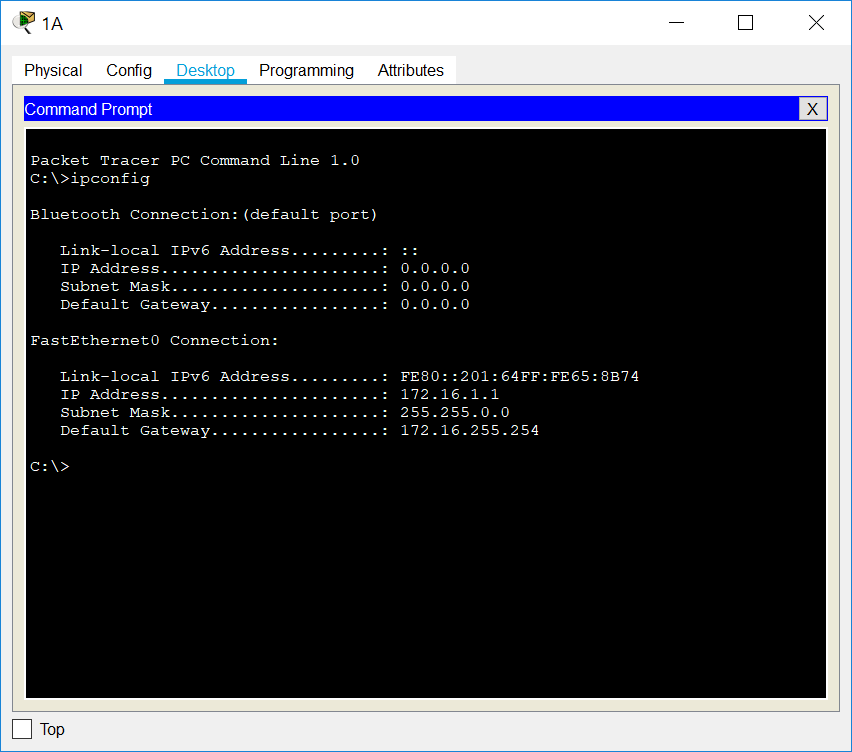 1A
Physical Config Desktop Programming Attributes
Command Prompt X
Packet Tracer PC Command Line 1.0
C:\>ipconfig
Bluetooth Connection:(default port)
Link-local IPv6 Address.........: ::
IP Address......................: 0.0.0.0
Subnet Mask.....................: 0.0.0.0
Default Gateway.................: 0.0.0.0
FastEthernet0 Connection:
Link-local IPv6 Address.........: FE80::201:64FF:FE65:8B74
IP Address......................: 172.16.1.1
Subnet Mask.....................: 255.255.0.0
Default Gateway.................: 172.16.255.254
C:\>
Top